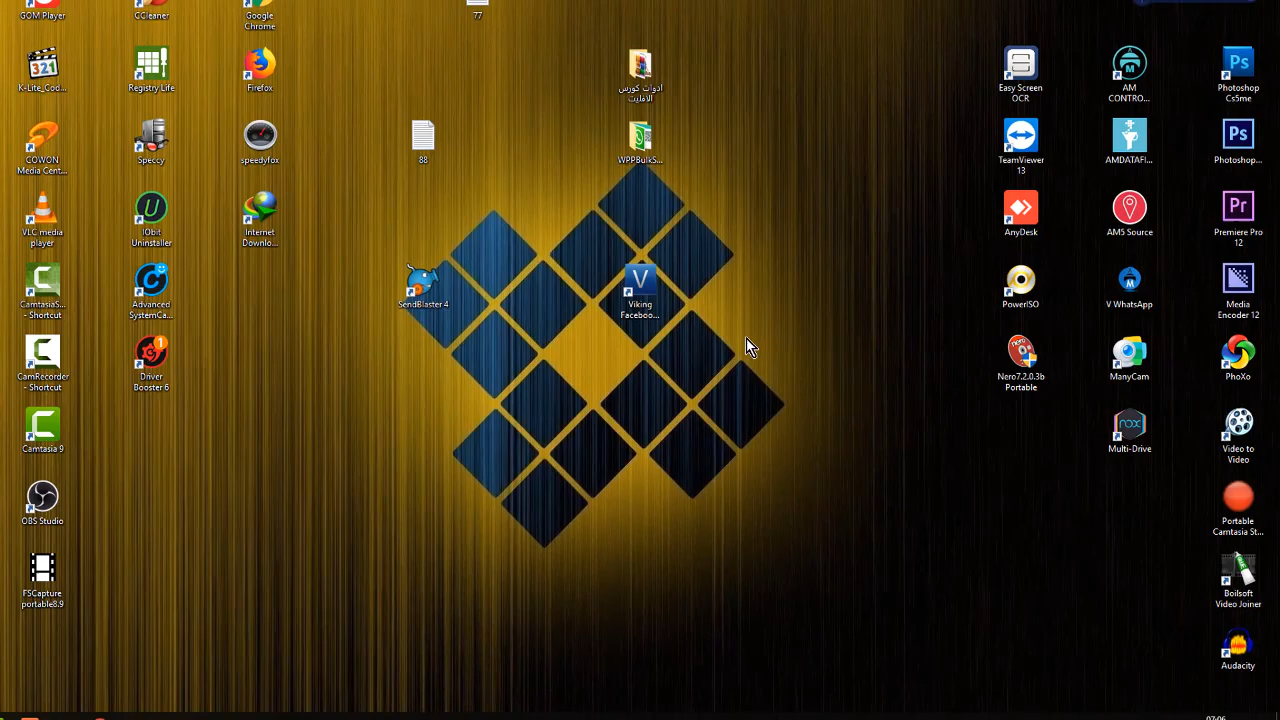 GOM Player
CCleaner
Google
Chrome
77
K-Lite_Cod...
Registry Life
Firefox
ادوات كورس
الافليت
Easy Screen
OCR
AM
CONTRO...
Photoshop
Cs5me
COWON
Media Cent...
Speccy
speedyfox
88
WPPBulkS...
TeamViewer
13
AMDATAFI...
Photoshop...
VLC media
player
IObit
Uninstaller
Internet
Downlo...
AnyDesk
AM5 Source
Premiere Pro
12
CamtasiaS...
- Shortcut
Advanced
SystemCa...
SendBlaster 4
Viking
Faceboo...
PowerISO
V WhatsApp
Media
Encoder 12
CamRecorder
- Shortcut
Driver
Booster 6
Nero7.2.0.3b
Portable
ManyCam
PhoXo
Camtasia 9
Multi-Drive
Video to
Video
OBS Studio
Portable
Camtasia St...
FSCapture
portable8.9
Boilsoft
Video Joiner
Audacity